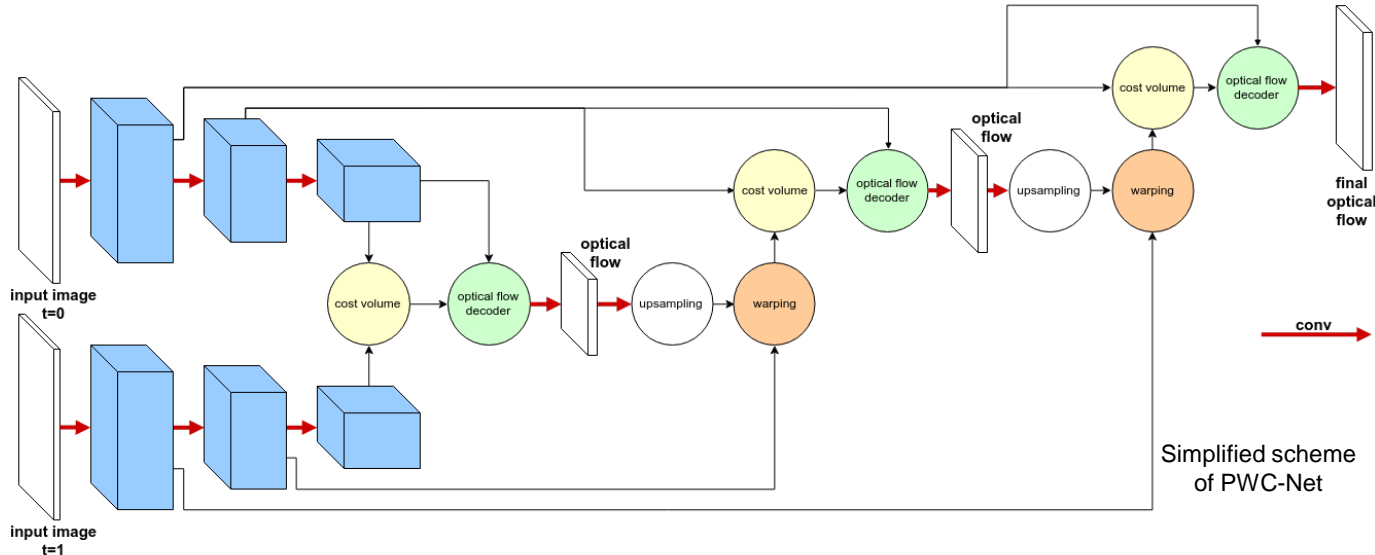 cost volume
optical flow
decoder
optical
flow
cost volume
optical flow
decoder
upsampling
warping
final
optical
flow
input image
t=0
optical
flow
cost volume
optical flow
decoder
upsampling
warping
conv
Simplified scheme
of PWC-Net
input image
t=1